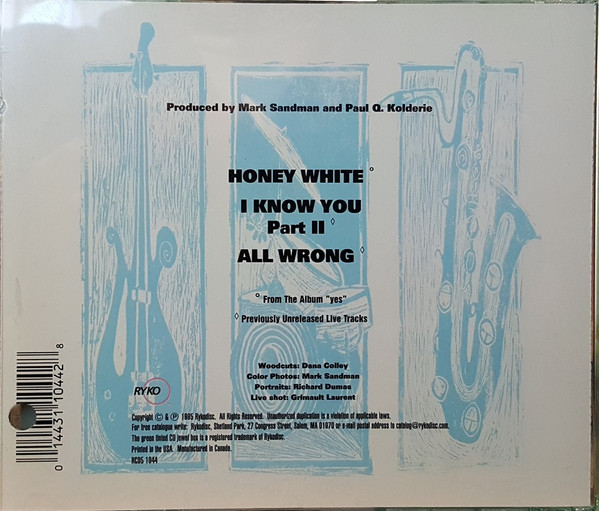 Produced by Mark Sandman and Paul Q. Kolderie
HONEY WHITE °
I KNOW YOU
Part II ◊
ALL WRONG ◊
° From The Album "yes"
◊ Previously Unreleased Live Tracks
Woodcuts: Dana Colley
Color Photos: Mark Sandman
Portraits: Richard Dumas
Live shot: Grimault Laurent
RYKO
Copyright © & ℗ 1995 Rykodisc. All Rights Reserved. Unauthorized duplication is a violation of applicable laws.
For free catalogue write: Rykodisc, Shetland Park, 27 Congress Street, Salem, MA 01970 or e-mail postal address to catalog@rykodisc.com.
The green tinted CD jewel box is a registered trademark of Rykodisc.
Printed in the USA. Manufactured in Canada.
RCD5 1044
0 14431 10442 8